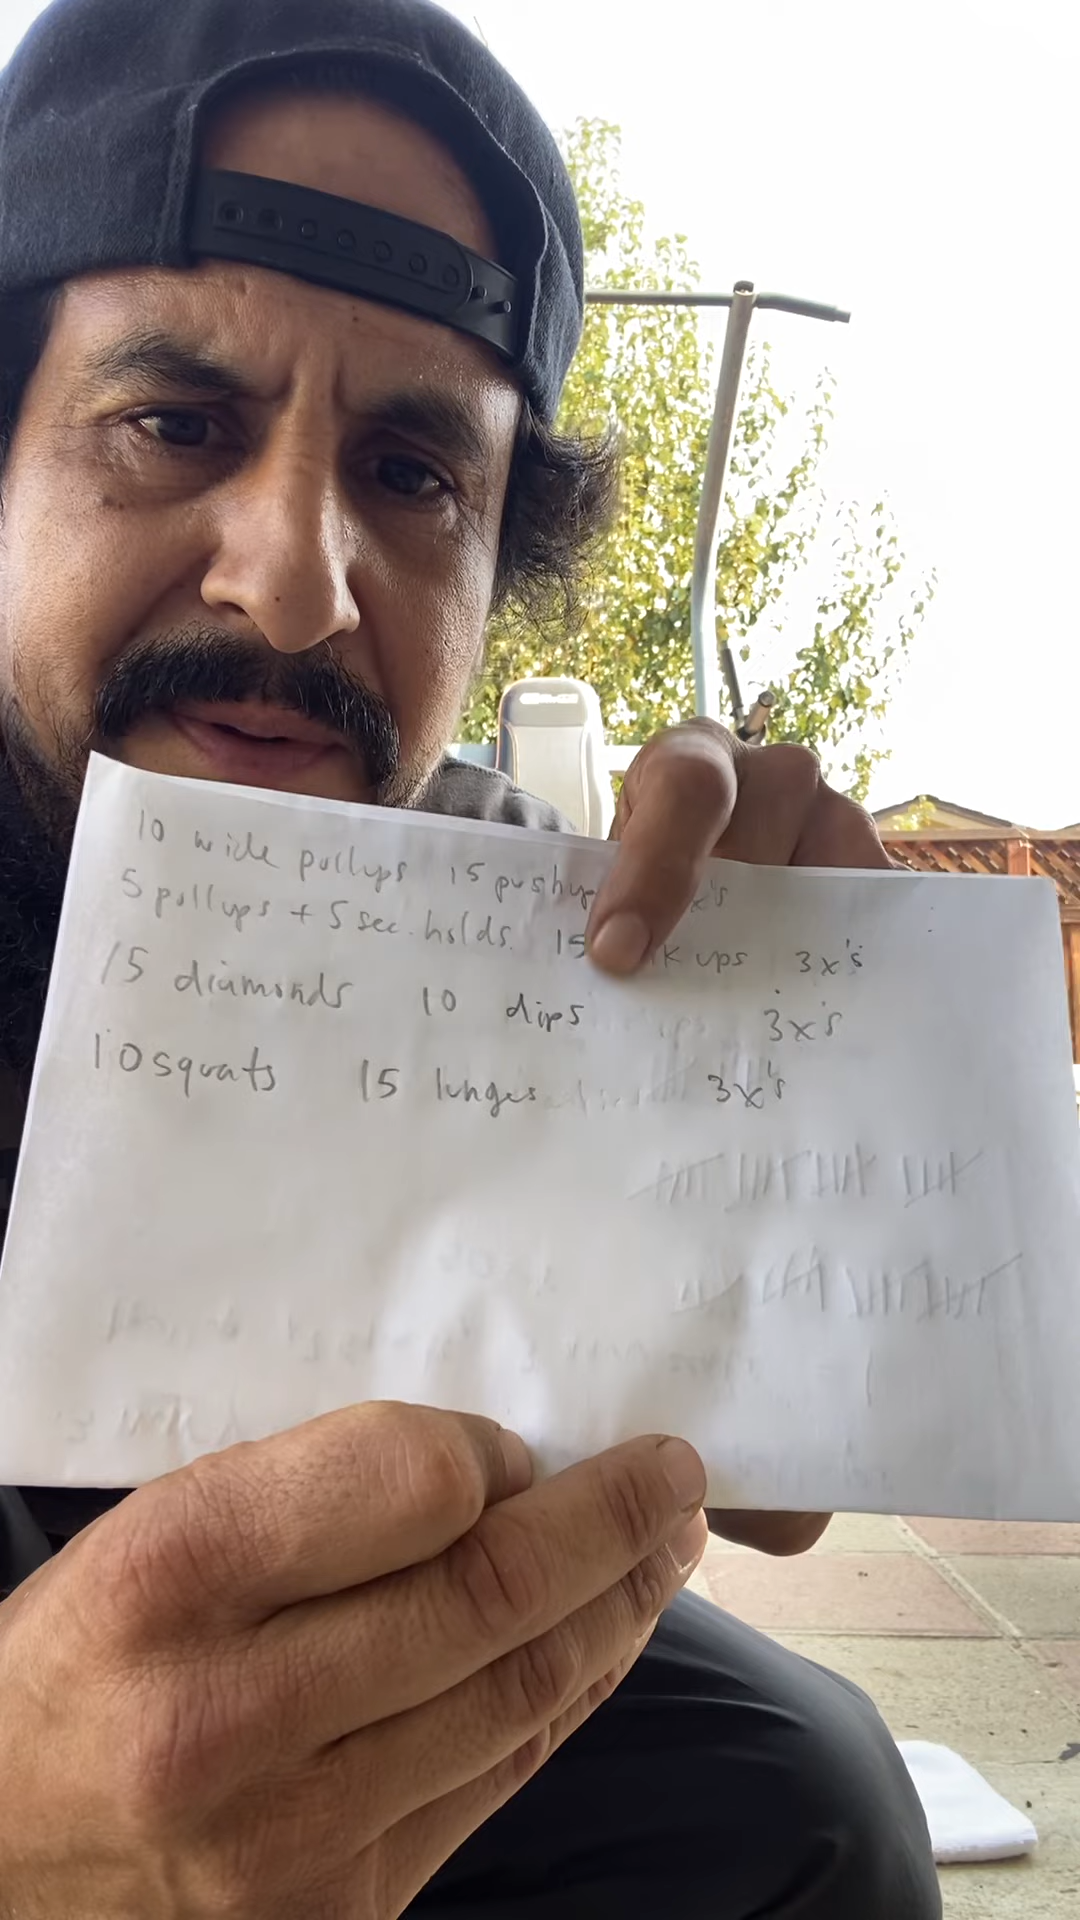 10 wide pullups 15 pushup x's
5 pullups + 5 sec. holds. 15 ups 3x's
15 diamonds 10 dips 3x's
10 squats 15 lunges 3x's